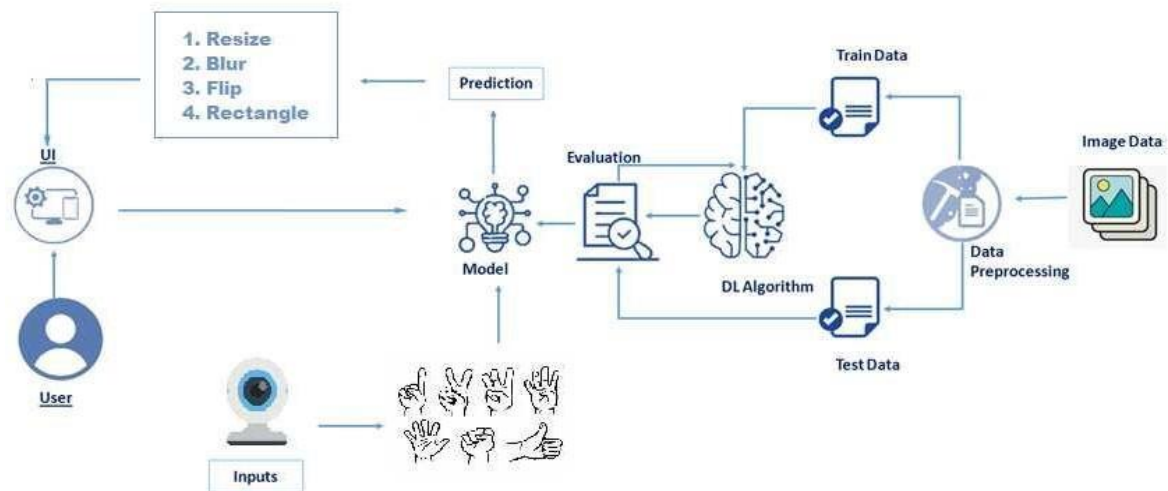 1. Resize
2. Blur
3. Flip
4. Rectangle
Prediction
Train Data
Image Data
UI
Evaluation
Model
DL Algorithm
Data
Preprocessing
Test Data
User
Inputs